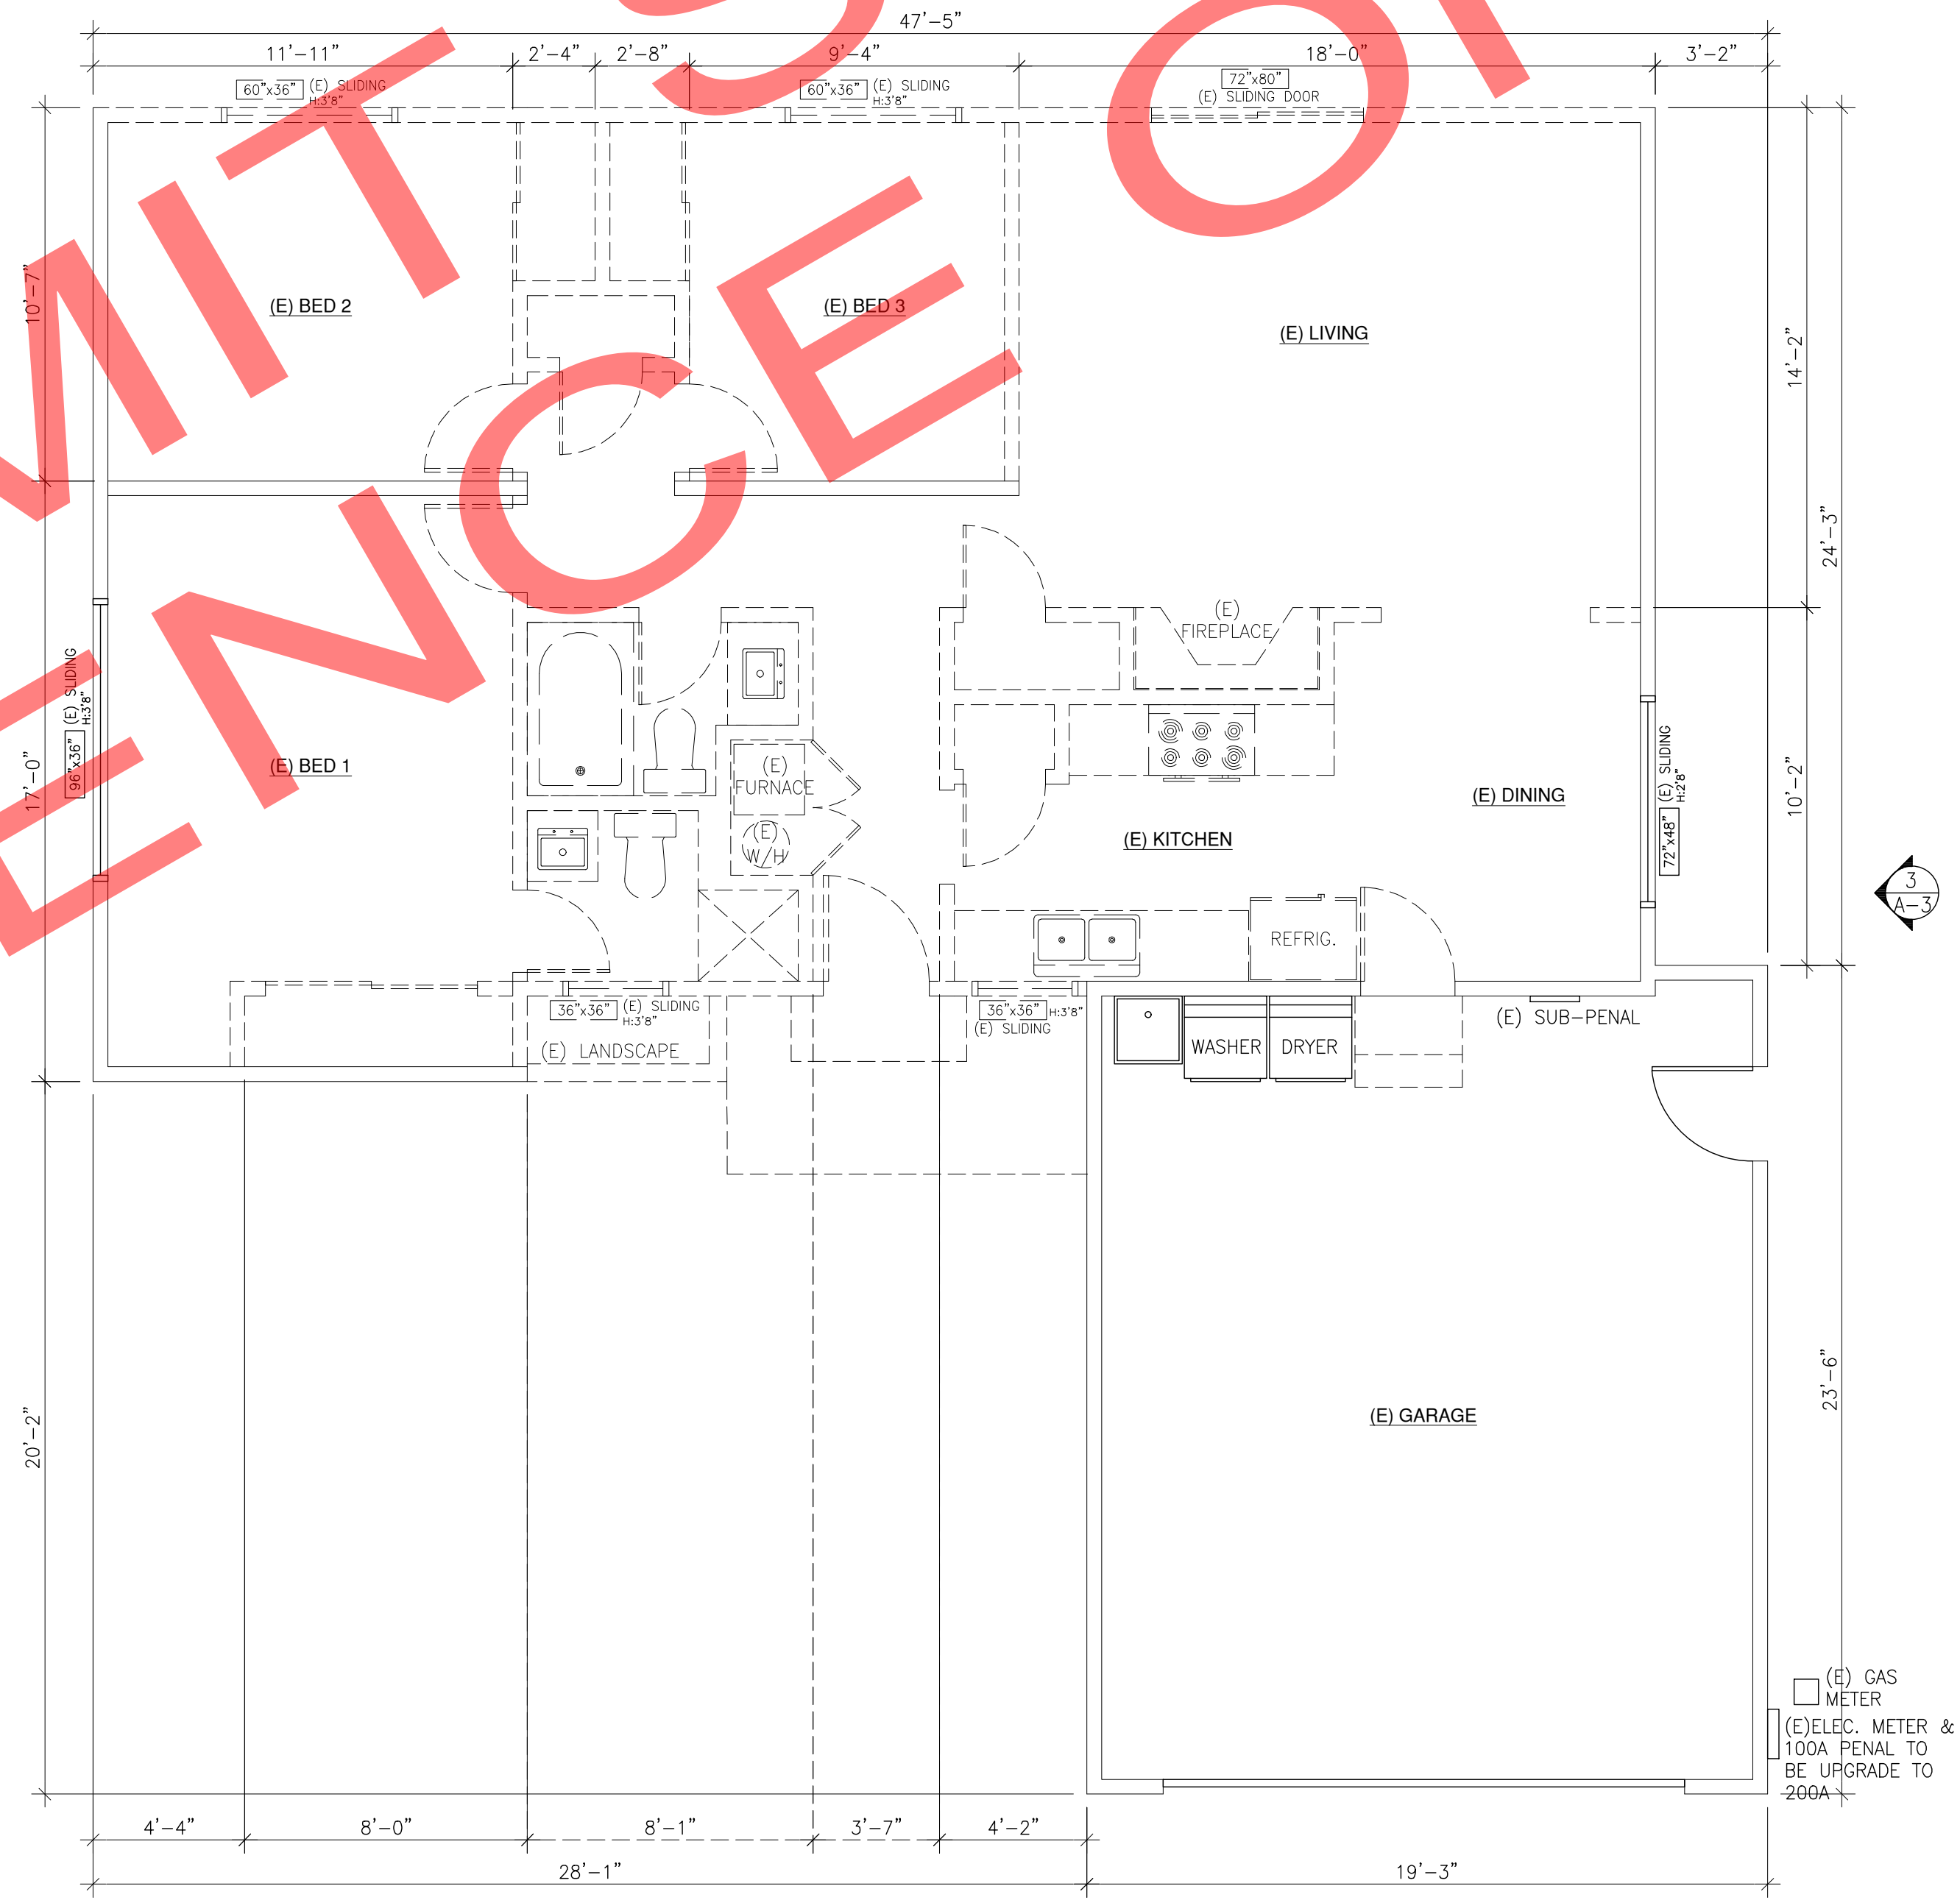 47'-5"
11'-11"
2'-4"
2'-8"
9'-4"
18'-0"
3'-2"
60"x36"
(E) SLIDING
H:3'8"
60"x36"
(E) SLIDING
H:3'8"
72"x80"
(E) SLIDING DOOR
MIT S
ENCE OF
10'-7"
(E) BED 2
(E) BED 3
(E) LIVING
14'-2"
24'-3"
(E)
FIREPLACE
96"x36"
(E) SLIDING
H:3'8"
17'-0"
(E) BED 1
(E)
FURNACE
(E)
W/H
(E) KITCHEN
(E) DINING
72"x48"
(E) SLIDING
H:2'8"
10'-2"
3
A-3
REFRIG.
36"x36"
(E) SLIDING
H:3'8"
36"x36"
H:3'8"
(E) SLIDING
(E) LANDSCAPE
WASHER
DRYER
(E) SUB-PENAL
20'-2"
23'-6"
(E) GARAGE
(E) GAS
METER
(E)ELEC. METER &
100A PENAL TO
BE UPGRADE TO
200A
4'-4"
8'-0"
8'-1"
3'-7"
4'-2"
28'-1"
19'-3"